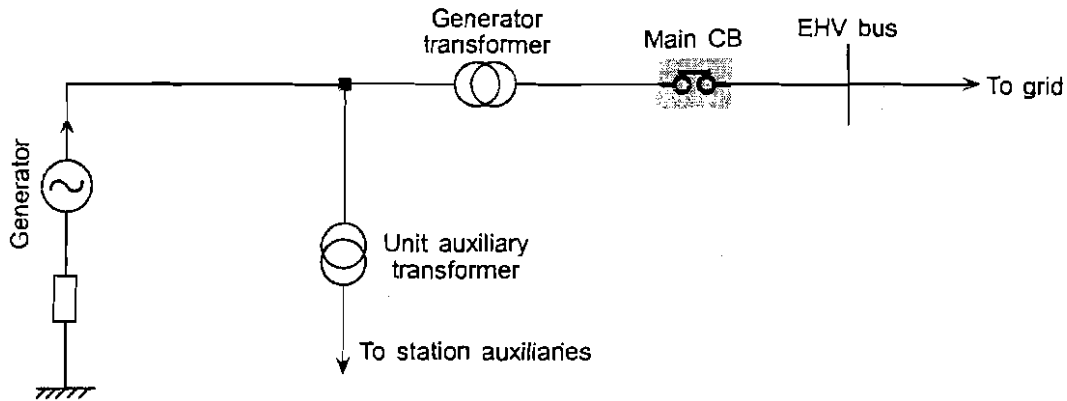 Generator
transformer
Main CB
EHV bus
To grid
Generator
Unit auxiliary
transformer
To station auxiliaries